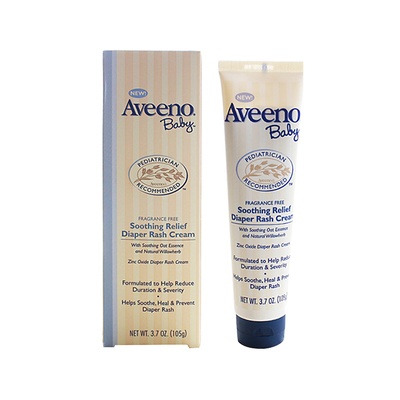 NEW!
Aveeno.
Baby.
PEDIATRICIAN
RECOMMENDED
FRAGRANCE FREE
Soothing Relief
Diaper Rash Cream
With Soothing Oat Essence
and Natural Willowherb
Zinc Oxide Diaper Rash Cream
Formulated to Help Reduce
Duration & Severity
•
Helps Soothe, Heal & Prevent
Diaper Rash
NET WT. 3.7 OZ. (105g)
NEW!
Aveeno.
Baby.
PEDIATRICIAN
RECOMMENDED
FRAGRANCE FREE
Soothing Relief
Diaper Rash Cream
With Soothing Oat Essence
and Natural Willowherb
Zinc Oxide Diaper Rash Cream
Formulated to Help Reduce
Duration & Severity
•
Helps Soothe, Heal & Prevent
Diaper Rash
NET WT. 3.7 OZ. (105g)